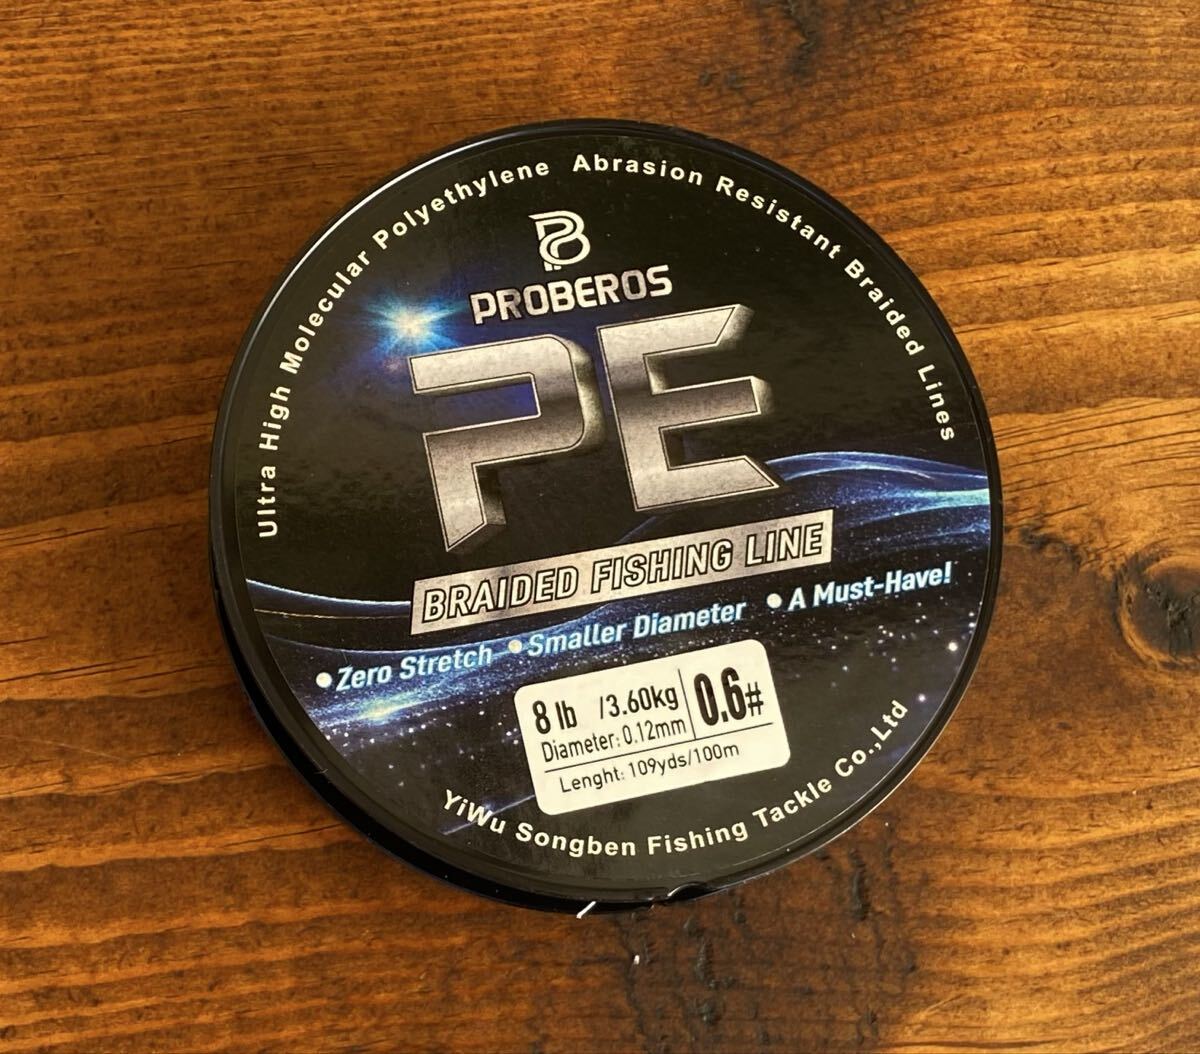 Ultra High Molecular Polyethylene Abrasion Resistant Braided Lines
PROBEROS
PE
BRAIDED FISHING LINE
•Zero Stretch •Smaller Diameter •A Must-Have!
8 lb /3.60kg 0.6#
Diameter: 0.12mm
Lenght: 109yds/100m
YiWu Songben Fishing Tackle Co.,Ltd